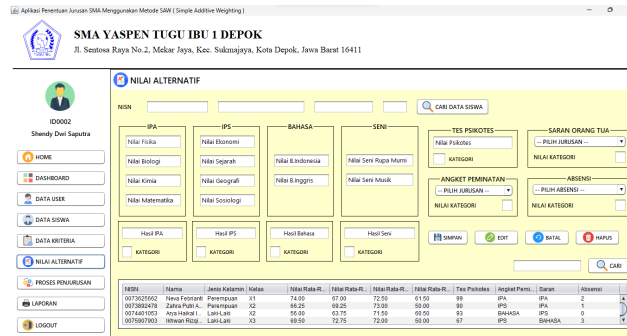 Aplikasi Penentuan Jurusan SMA Menggunakan Metode SAW ( Simple Additive Weighting )
SMA YASPEN TUGU IBU 1 DEPOK
Jl. Sentosa Raya No.2, Mekar Jaya, Kec. Sukmajaya, Kota Depok, Jawa Barat 16411
ID0002
Shendy Dwi Saputra
HOME
DASHBOARD
DATA USER
DATA SISWA
DATA KRITERIA
NILAI ALTERNATIF
PROSES PENJURUSAN
LAPORAN
LOGOUT
NILAI ALTERNATIF
NISN
CARI DATA SISWA
IPA
Nilai Fisika
Nilai Biologi
Nilai Kimia
Nilai Matematika
IPS
Nilai Ekonomi
Nilai Sejarah
Nilai Geografi
Nilai Sosiologi
BAHASA
Nilai B.Indonesia
Nilai B.Inggris
SENI
Nilai Seni Rupa Murni
Nilai Seni Musik
TES PSIKOTES
Nilai Psikotes
KATEGORI
SARAN ORANG TUA
-- PILIH JURUSAN --
NILAI KATEGORI
ANGKET PEMINATAN
-- PILIH JURUSAN --
NILAI KATEGORI
ABSENSI
-- PILIH ABSENSI --
NILAI KATEGORI
Hasil IPA
KATEGORI
Hasil IPS
KATEGORI
Hasil Bahasa
KATEGORI
Hasil Seni
KATEGORI
SIMPAN
EDIT
BATAL
HAPUS
CARI
NISN Nama Jenis Kelamin Kelas Nilai Rata-R... Nilai Rata-R... Nilai Rata-R... Nilai Rata-R... Tes Psikotes Angket Pemi... Saran Absensi
0073625662 Neva Febrianti Perempuan X1 74.00 67.00 72.50 61.50 99 IPA IPA 2
0073892478 Zahra Putri A... Perempuan X2 66.25 69.25 73.00 50.00 90 IPS IPA 1
0074401053 Arya Haikal I... Laki-Laki X2 56.00 63.75 71.50 60.50 93 BAHASA IPS 0
0075907903 Ikhwan Rizqi... Laki-Laki X3 69.50 72.75 72.00 50.00 67 IPS BAHASA 3